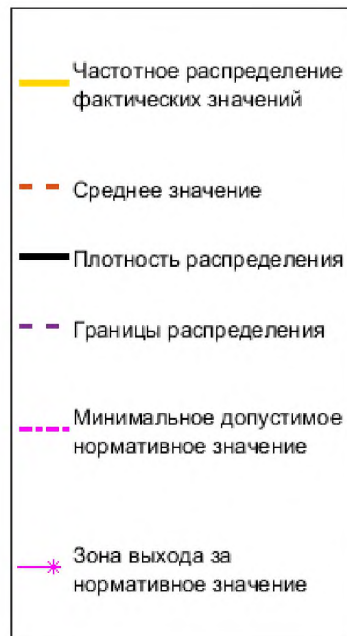 Частотное распределение
фактических значений
Среднее значение
Плотность распределения
Границы распределения
Минимальное допустимое
нормативное значение
Зона выхода за
нормативное значение